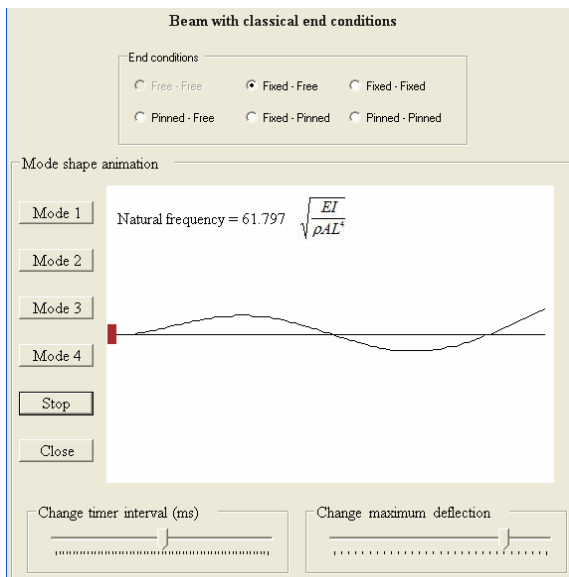 Beam with classical end conditions
End conditions
Free - Free Fixed - Free Fixed - Fixed
Pinned - Free Fixed - Pinned Pinned - Pinned
Mode shape animation
Mode 1
Natural frequency = 61.797 √(EI/ρAL⁴)
Mode 2
Mode 3
Mode 4
Stop
Close
Change timer interval (ms) Change maximum deflection